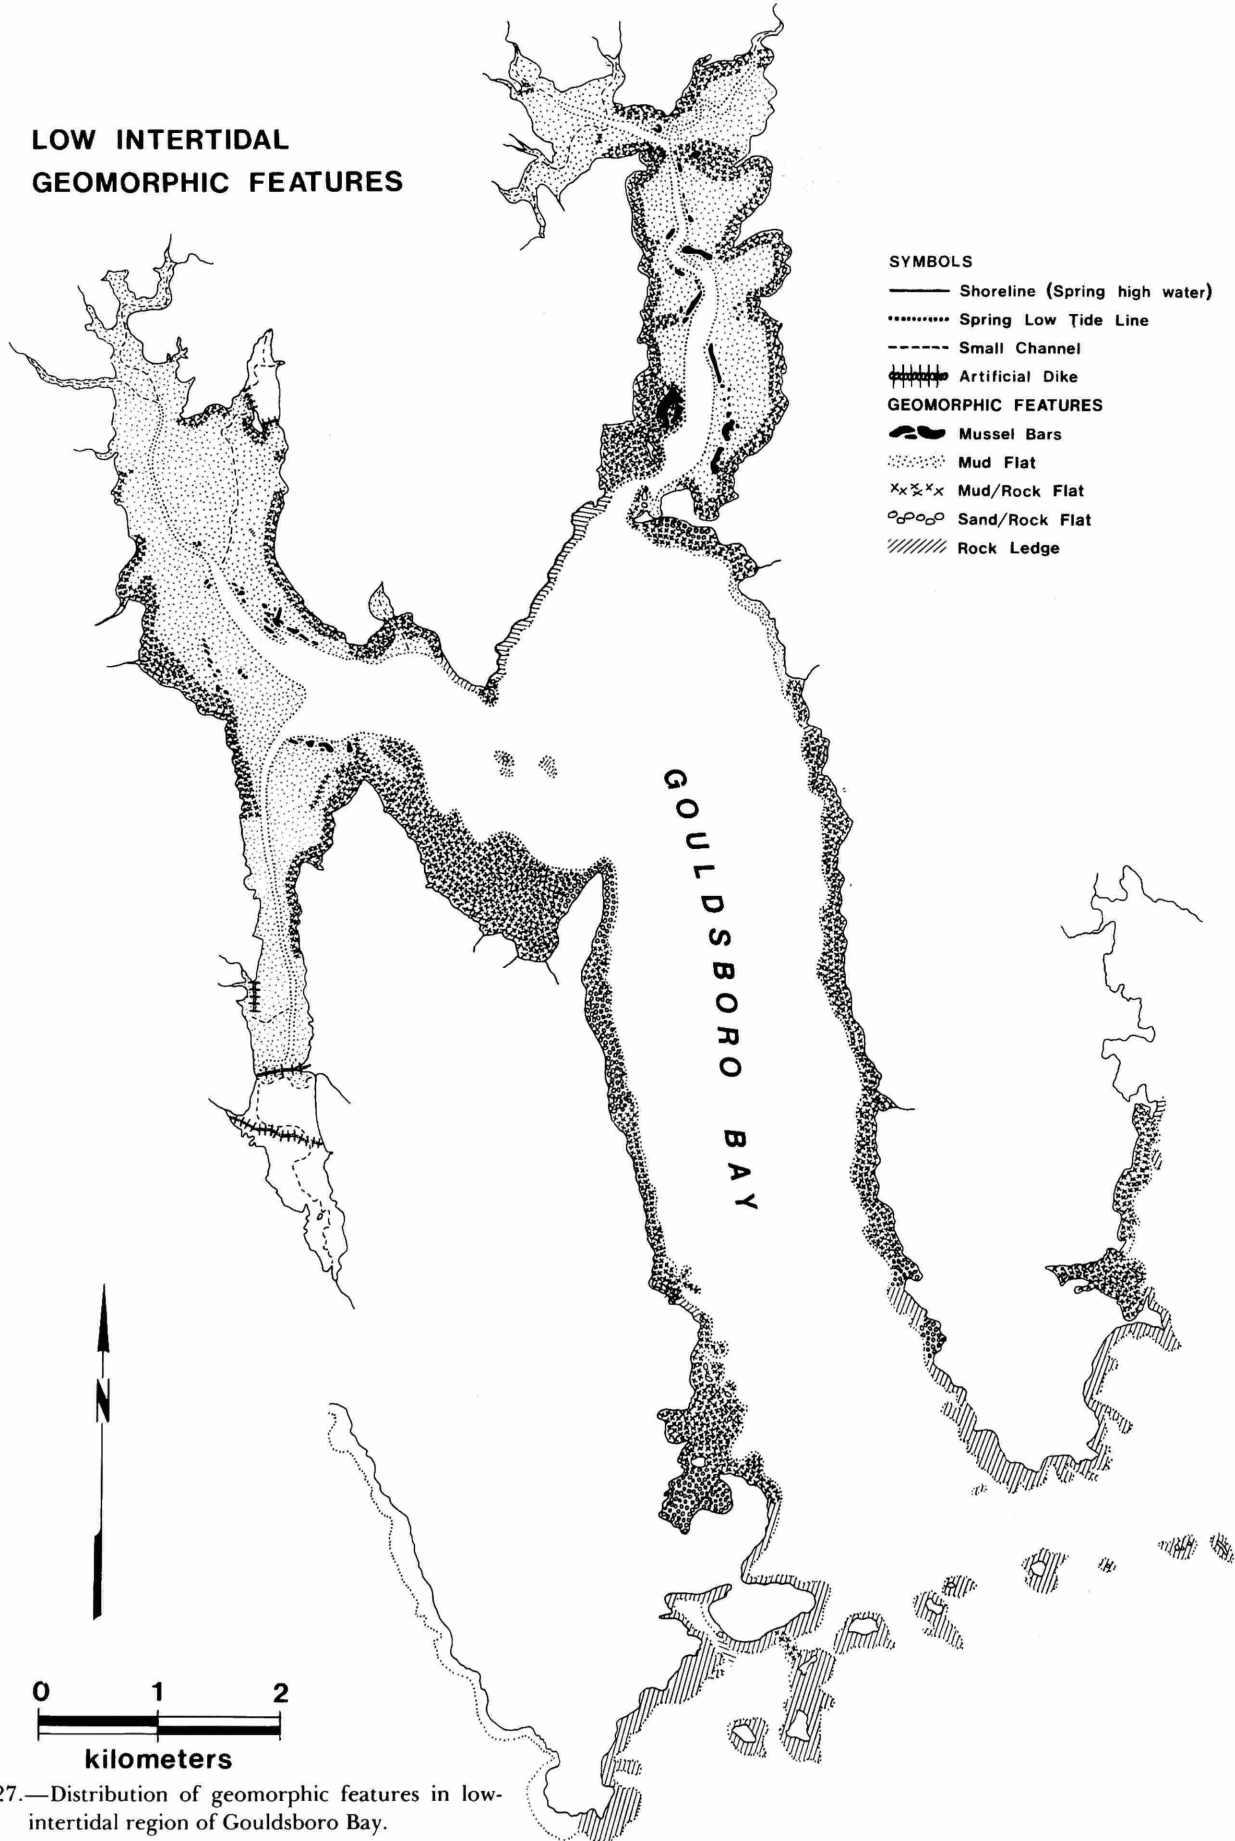 LOW INTERTIDAL
GEOMORPHIC FEATURES
SYMBOLS
Shoreline (Spring high water)
Spring Low Tide Line
Small Channel
Artificial Dike
GEOMORPHIC FEATURES
Mussel Bars
Mud Flat
Mud/Rock Flat
Sand/Rock Flat
Rock Ledge
GOULDSBORO BAY
N
0 1 2
kilometers
27.—Distribution of geomorphic features in low-
intertidal region of Gouldsboro Bay.